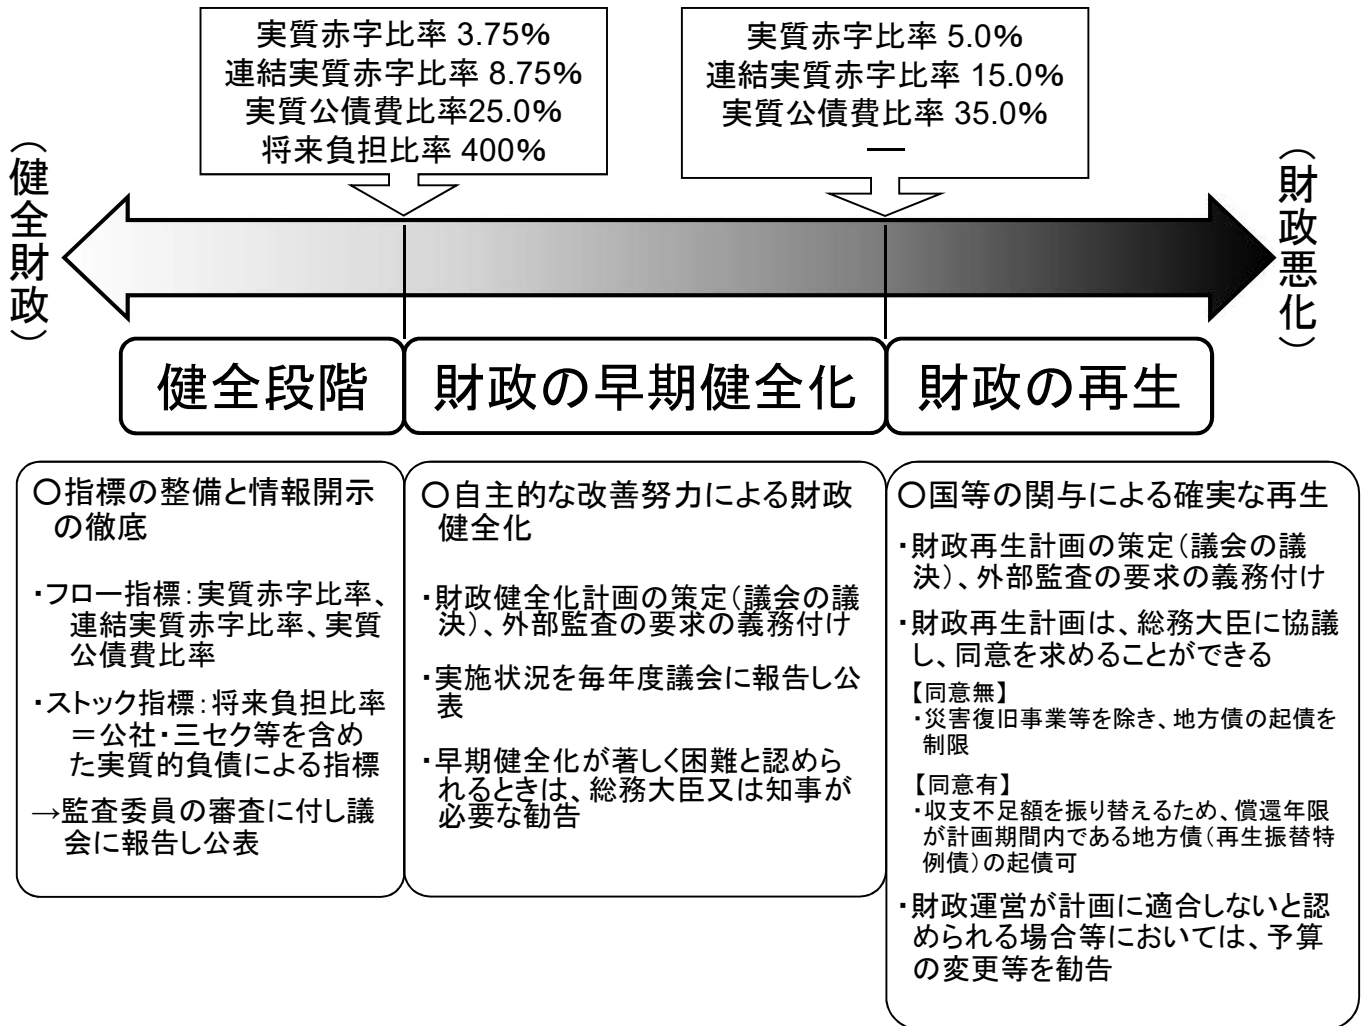 実質赤字比率 3.75%
連結実質赤字比率 8.75%
実質公債費比率25.0%
将来負担比率 400%
実質赤字比率 5.0%
連結実質赤字比率 15.0%
実質公債費比率 35.0%
―
（健全財政）
（財政悪化）
健全段階
財政の早期健全化
財政の再生
○指標の整備と情報開示
の徹底
・フロー指標：実質赤字比率、
連結実質赤字比率、実質
公債費比率
・ストック指標：将来負担比率
＝公社・三セク等を含め
た実質的負債による指標
→監査委員の審査に付し議
会に報告し公表
○自主的な改善努力による財政
健全化
・財政健全化計画の策定（議会の議
決）、外部監査の要求の義務付け
・実施状況を毎年度議会に報告し公
表
・早期健全化が著しく困難と認めら
れるときは、総務大臣又は知事が
必要な勧告
○国等の関与による確実な再生
・財政再生計画の策定（議会の議
決）、外部監査の要求の義務付け
・財政再生計画は、総務大臣に協議
し、同意を求めることができる
【同意無】
・災害復旧事業等を除き、地方債の起債を
制限
【同意有】
・収支不足額を振り替えるため、償還年限
が計画期間内である地方債（再生振替特
例債）の起債可
・財政運営が計画に適合しないと認
められる場合等においては、予算
の変更等を勧告